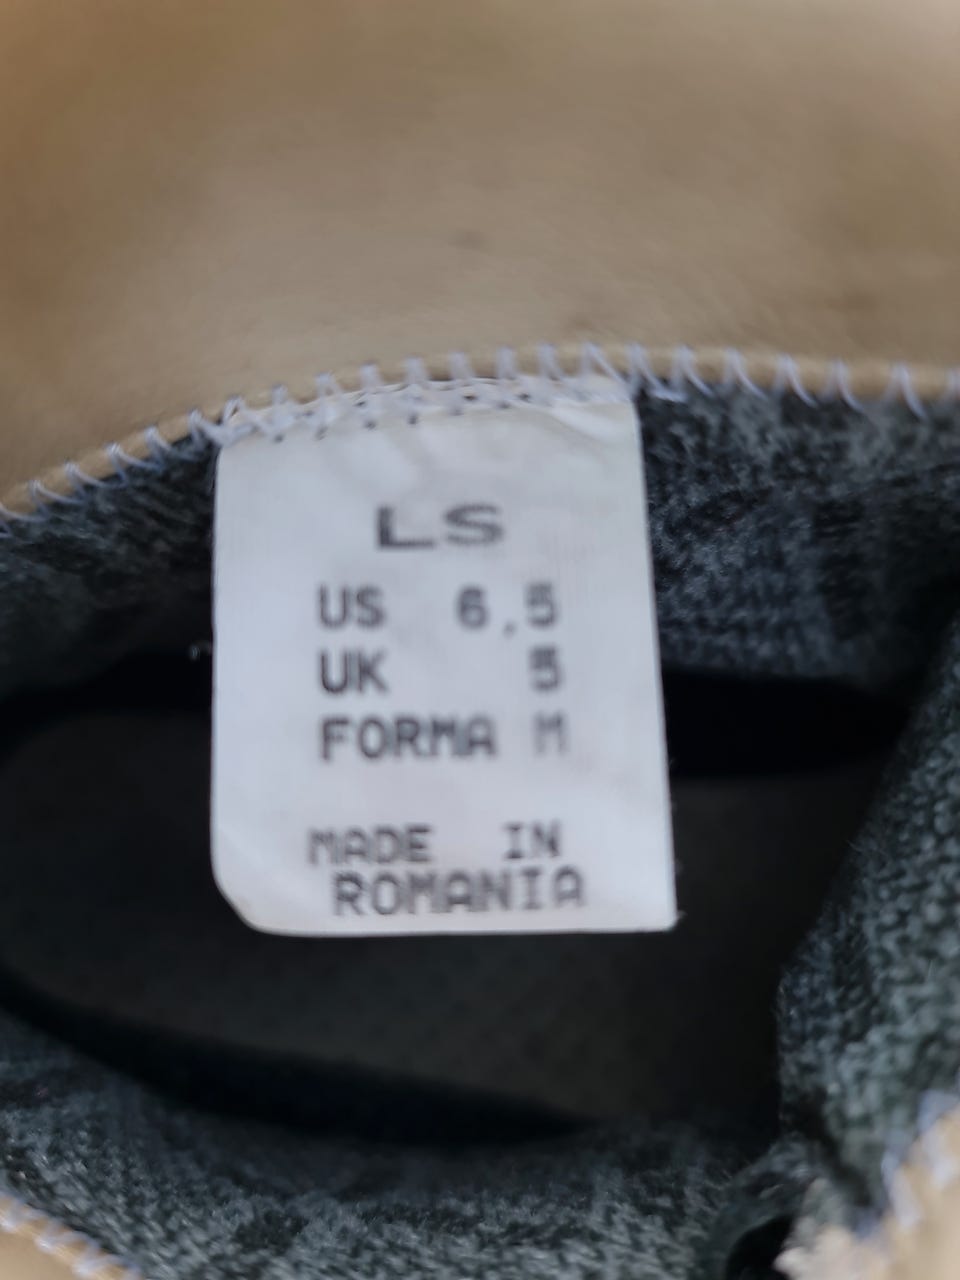 LS
US 6,5
UK 5
FORMA M
MADE IN
ROMANIA